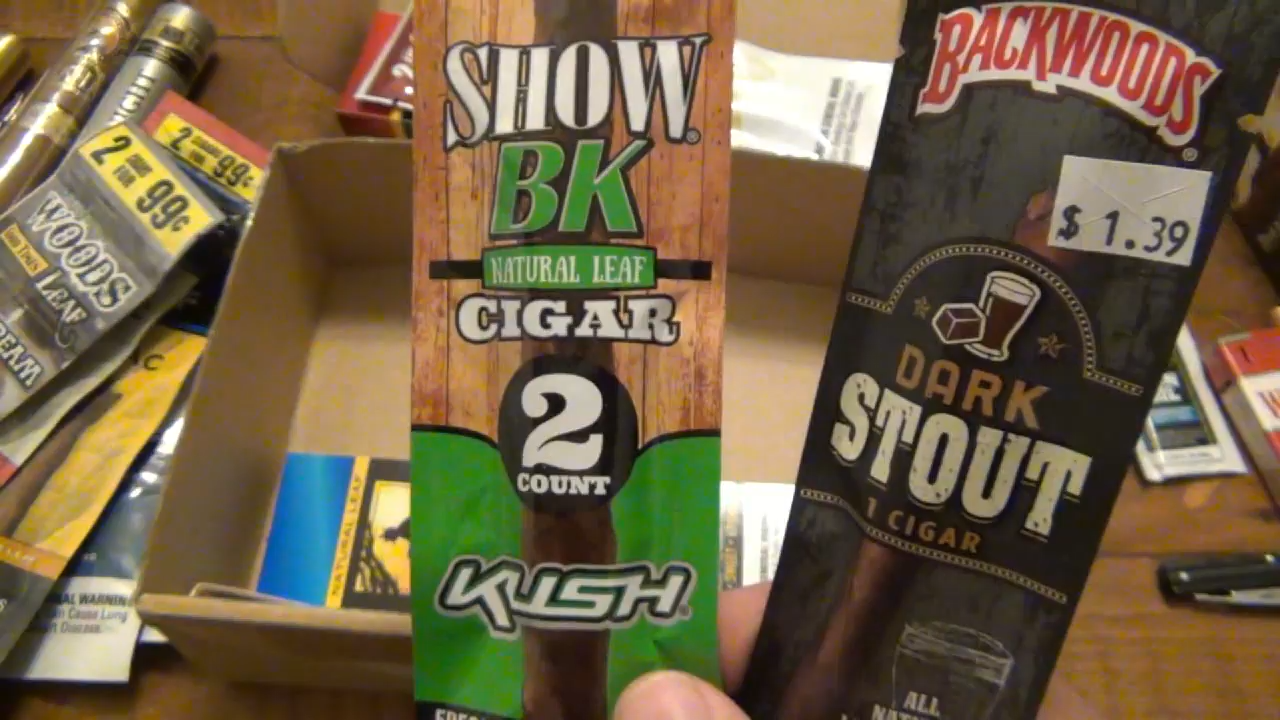 SHOW®
BK
NATURAL LEAF
CIGAR
2
COUNT
KUSH
BACKWOODS®
$ 1.39
DARK
STOUT
1 CIGAR
ALL
2 FOR 99¢
2 FOR 99¢
WOODS
LEAF
NATURAL LEAF